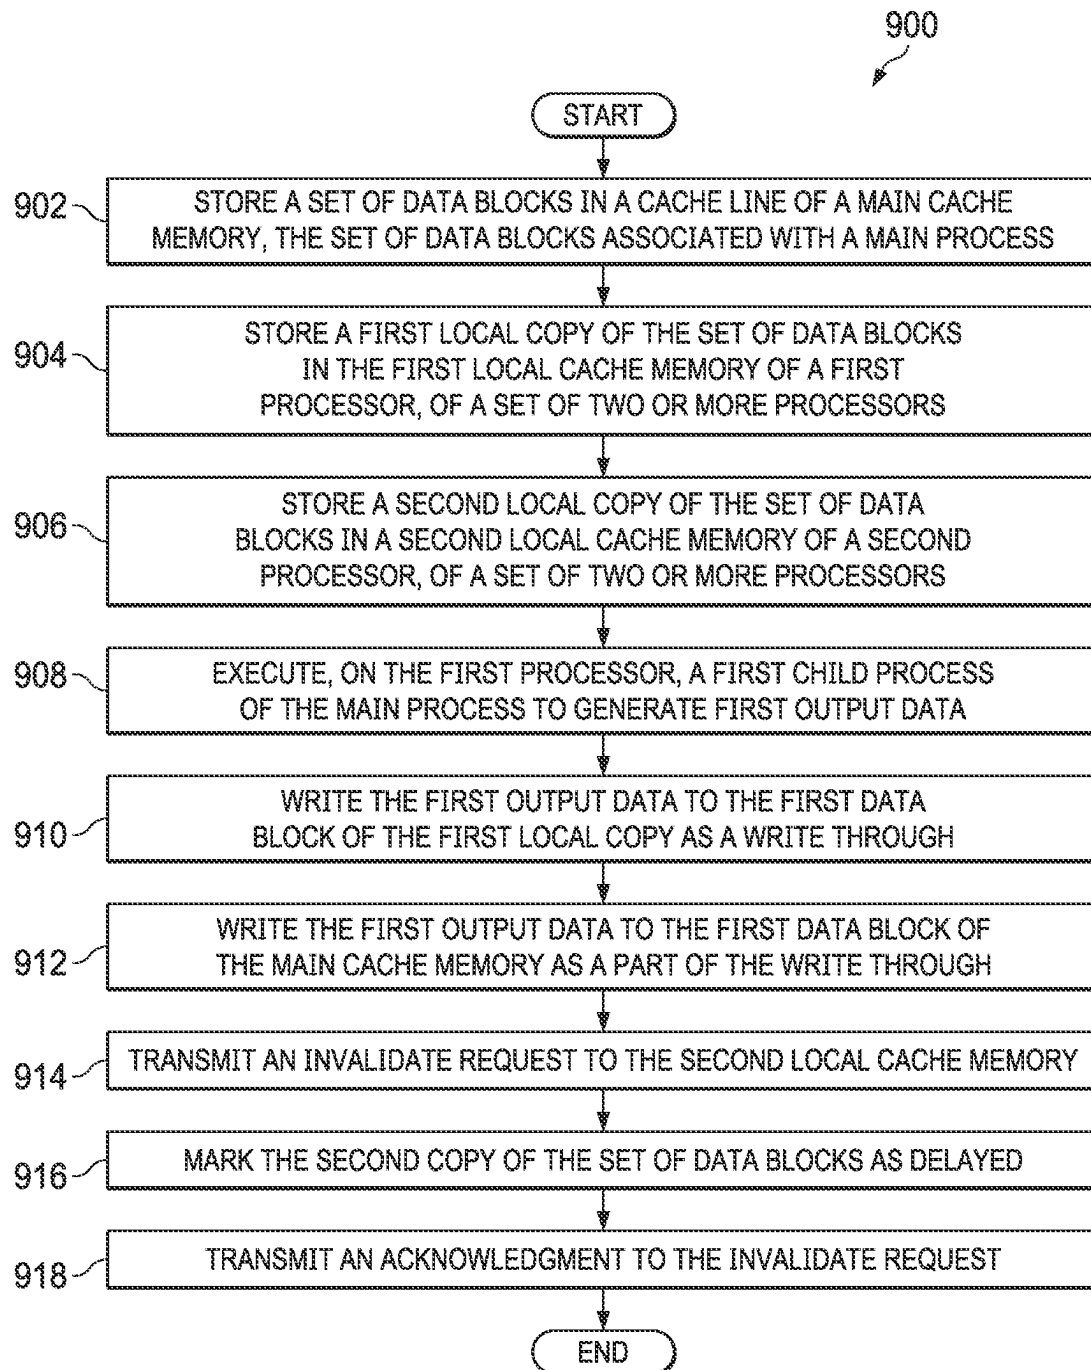 900
START
902
STORE A SET OF DATA BLOCKS IN A CACHE LINE OF A MAIN CACHE
MEMORY, THE SET OF DATA BLOCKS ASSOCIATED WITH A MAIN PROCESS
904
STORE A FIRST LOCAL COPY OF THE SET OF DATA BLOCKS
IN THE FIRST LOCAL CACHE MEMORY OF A FIRST
PROCESSOR, OF A SET OF TWO OR MORE PROCESSORS
906
STORE A SECOND LOCAL COPY OF THE SET OF DATA
BLOCKS IN A SECOND LOCAL CACHE MEMORY OF A SECOND
PROCESSOR, OF A SET OF TWO OR MORE PROCESSORS
908
EXECUTE, ON THE FIRST PROCESSOR, A FIRST CHILD PROCESS
OF THE MAIN PROCESS TO GENERATE FIRST OUTPUT DATA
910
WRITE THE FIRST OUTPUT DATA TO THE FIRST DATA
BLOCK OF THE FIRST LOCAL COPY AS A WRITE THROUGH
912
WRITE THE FIRST OUTPUT DATA TO THE FIRST DATA BLOCK OF
THE MAIN CACHE MEMORY AS A PART OF THE WRITE THROUGH
914
TRANSMIT AN INVALIDATE REQUEST TO THE SECOND LOCAL CACHE MEMORY
916
MARK THE SECOND COPY OF THE SET OF DATA BLOCKS AS DELAYED
918
TRANSMIT AN ACKNOWLEDGMENT TO THE INVALIDATE REQUEST
END